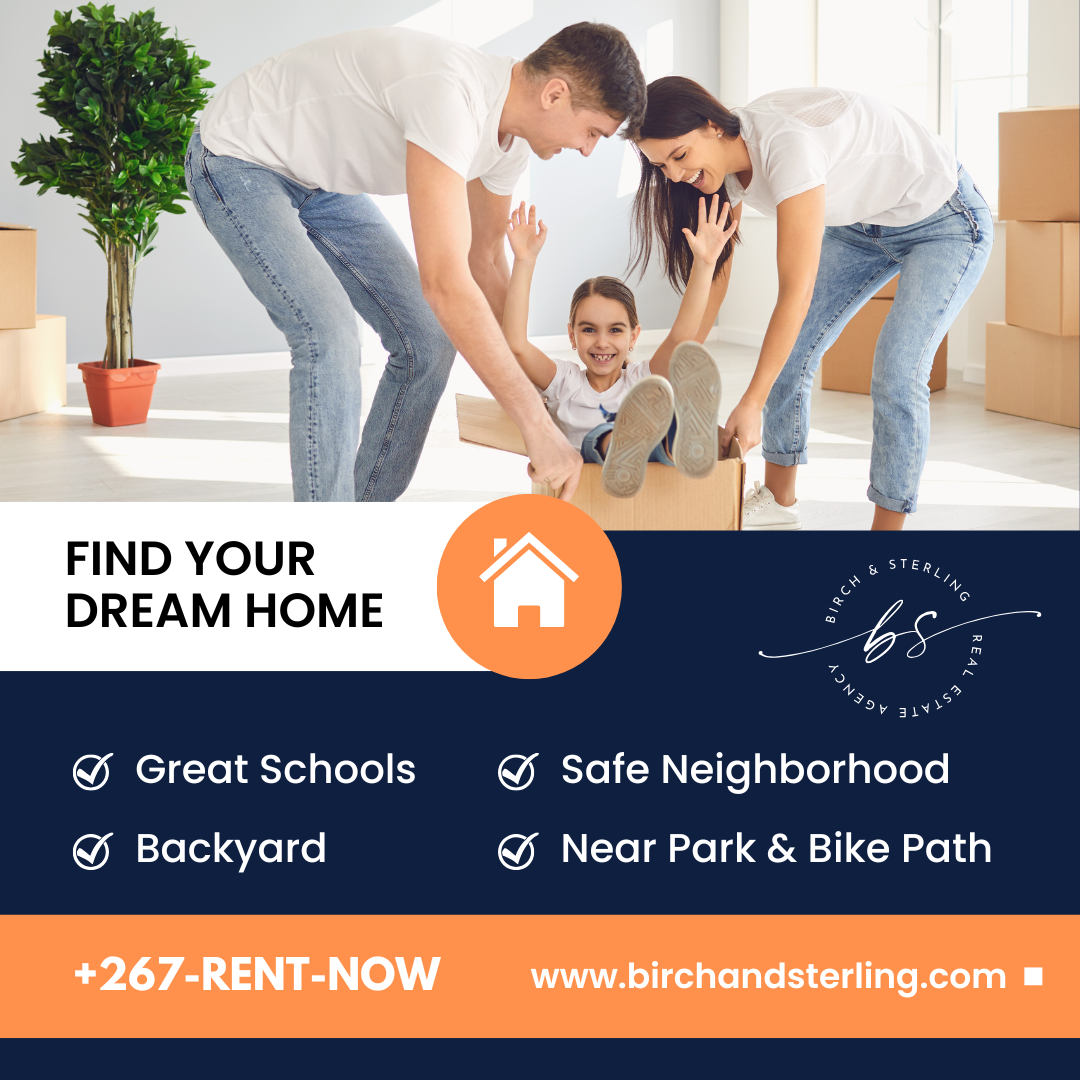 FIND YOUR
DREAM HOME
BIRCH & STERLING
REAL ESTATE AGENCY
bs
Great Schools
Safe Neighborhood
Backyard
Near Park & Bike Path
+267-RENT-NOW
www.birchandsterling.com